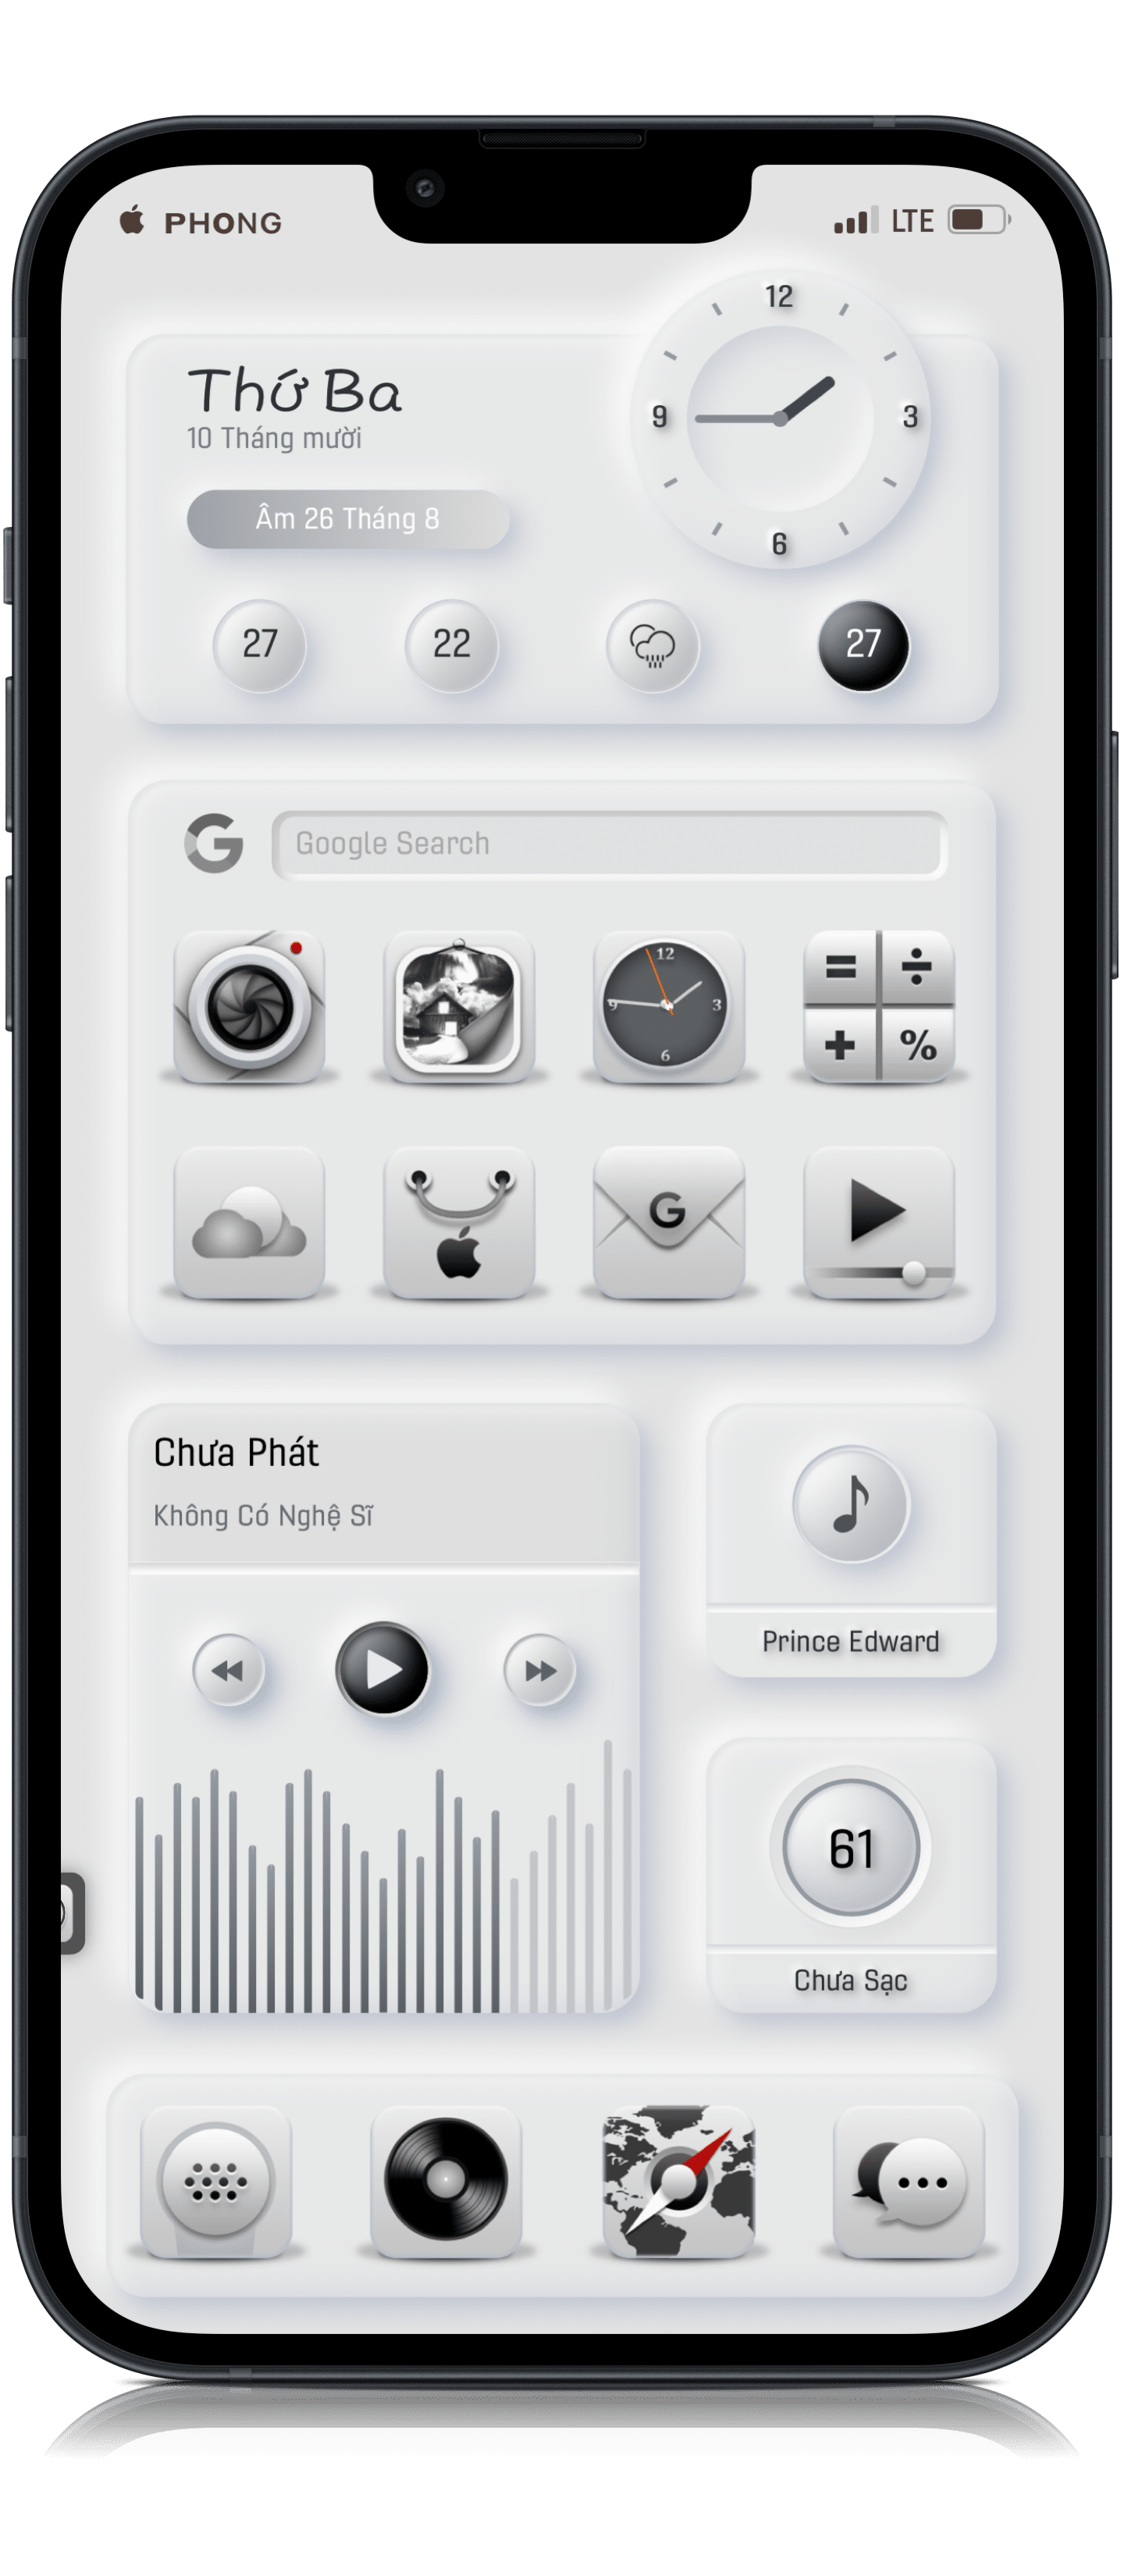 PHONG
LTE
12
9
3
6
Thứ Ba
10 Tháng mười
Âm 26 Tháng 8
27
22
27
G
Google Search
12
9
3
6
=
÷
+
%
G
Chưa Phát
Không Có Nghệ Sĩ
Prince Edward
61
Chưa Sạc